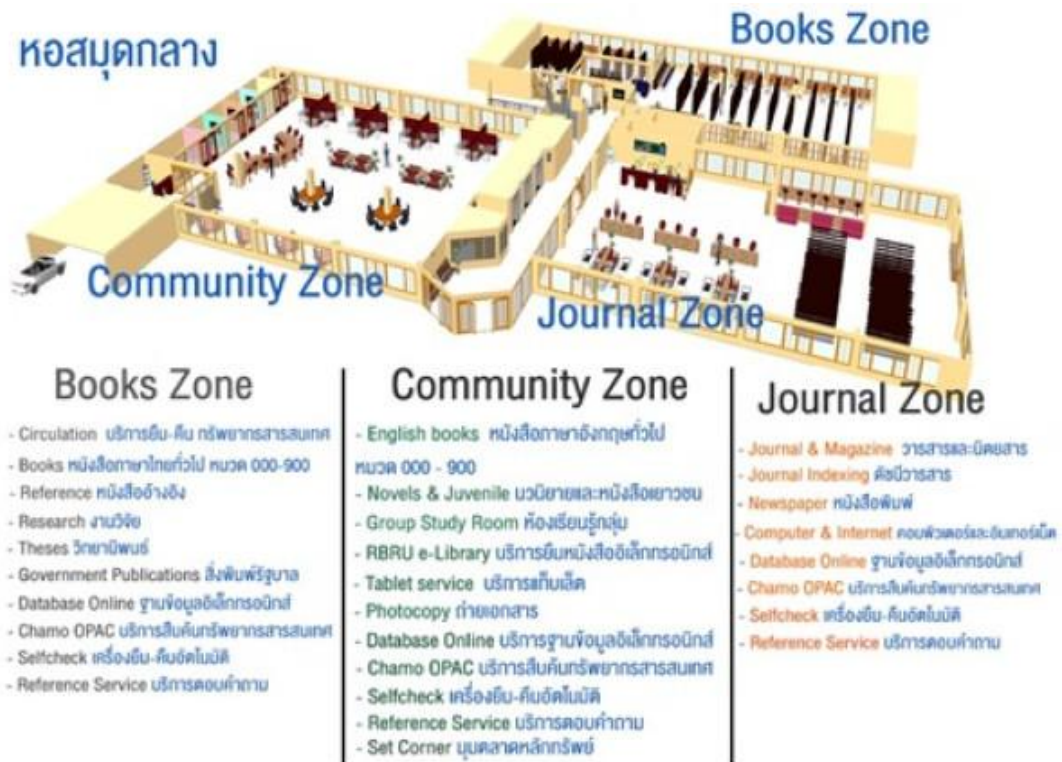 หอสมุดกลาง
Books Zone
Community Zone
Journal Zone
Books Zone
- Circulation บริการยืม-คืน ทรัพยากรสารสนเทศ
- Books หนังสือภาษาไทยทั่วไป หมวด 000-900
- Reference หนังสืออ้างอิง
- Research งานวิจัย
- Theses วิทยานิพนธ์
- Government Publications สิ่งพิมพ์รัฐบาล
- Database Online ฐานข้อมูลอิเล็กทรอนิกส์
- Chamo OPAC บริการสืบค้นทรัพยากรสารสนเทศ
- Selfcheck เครื่องยืม-คืนอัตโนมัติ
- Reference Service บริการตอบคำถาม
Community Zone
- English books หนังสือภาษาอังกฤษทั่วไป
หมวด 000 - 900
- Novels & Juvenile นวนิยายและหนังสือเยาวชน
- Group Study Room ห้องเรียนรู้กลุ่ม
- RBRU e-Library บริการยืมหนังสืออิเล็กทรอนิกส์
- Tablet service บริการแท็บเล็ต
- Photocopy ถ่ายเอกสาร
- Database Online บริการฐานข้อมูลอิเล็กทรอนิกส์
- Chamo OPAC บริการสืบค้นทรัพยากรสารสนเทศ
- Selfcheck เครื่องยืม-คืนอัตโนมัติ
- Reference Service บริการตอบคำถาม
- Set Corner มุมตลาดหลักทรัพย์
Journal Zone
- Journal & Magazine วารสารและนิตยสาร
- Journal Indexing ดัชนีวารสาร
- Newspaper หนังสือพิมพ์
- Computer & Internet คอมพิวเตอร์และอินเทอร์เน็ต
- Database Online ฐานข้อมูลอิเล็กทรอนิกส์
- Chamo OPAC บริการสืบค้นทรัพยากรสารสนเทศ
- Selfcheck เครื่องยืม-คืนอัตโนมัติ
- Reference Service บริการตอบคำถาม